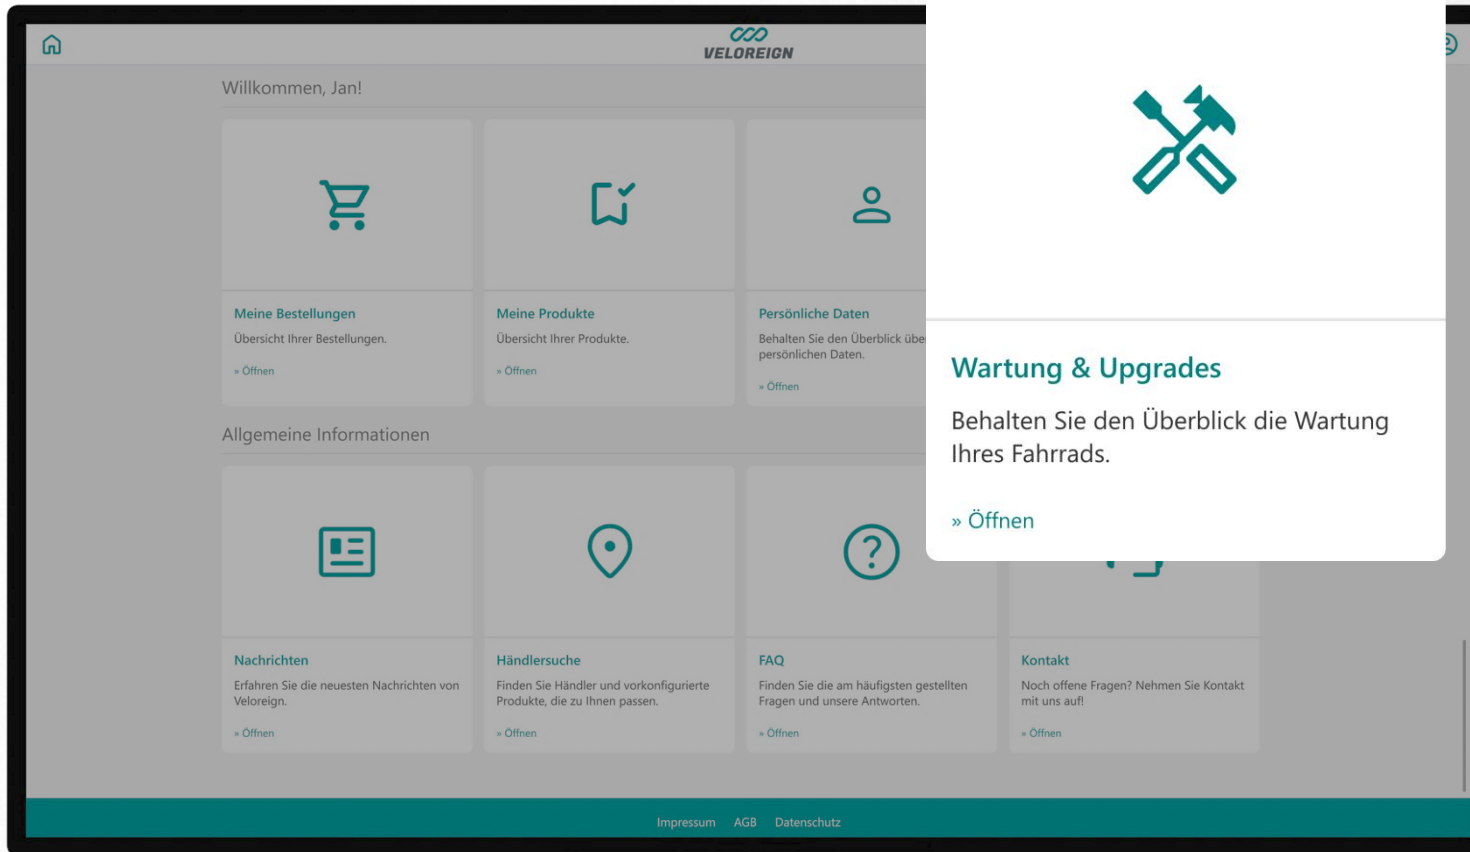 VELOREIGN
Willkommen, Jan!
Meine Bestellungen
Übersicht Ihrer Bestellungen.
» Öffnen
Meine Produkte
Übersicht Ihrer Produkte.
» Öffnen
Persönliche Daten
Behalten Sie den Überblick über
persönlichen Daten.
» Öffnen
Wartung & Upgrades
Behalten Sie den Überblick die Wartung
Ihres Fahrrads.
» Öffnen
Allgemeine Informationen
Nachrichten
Erfahren Sie die neuesten Nachrichten von
Veloreign.
» Öffnen
Händlersuche
Finden Sie Händler und vorkonfigurierte
Produkte, die zu Ihnen passen.
» Öffnen
FAQ
Finden Sie die am häufigsten gestellten
Fragen und unsere Antworten.
» Öffnen
Kontakt
Noch offene Fragen? Nehmen Sie Kontakt
mit uns auf!
» Öffnen
Impressum AGB Datenschutz